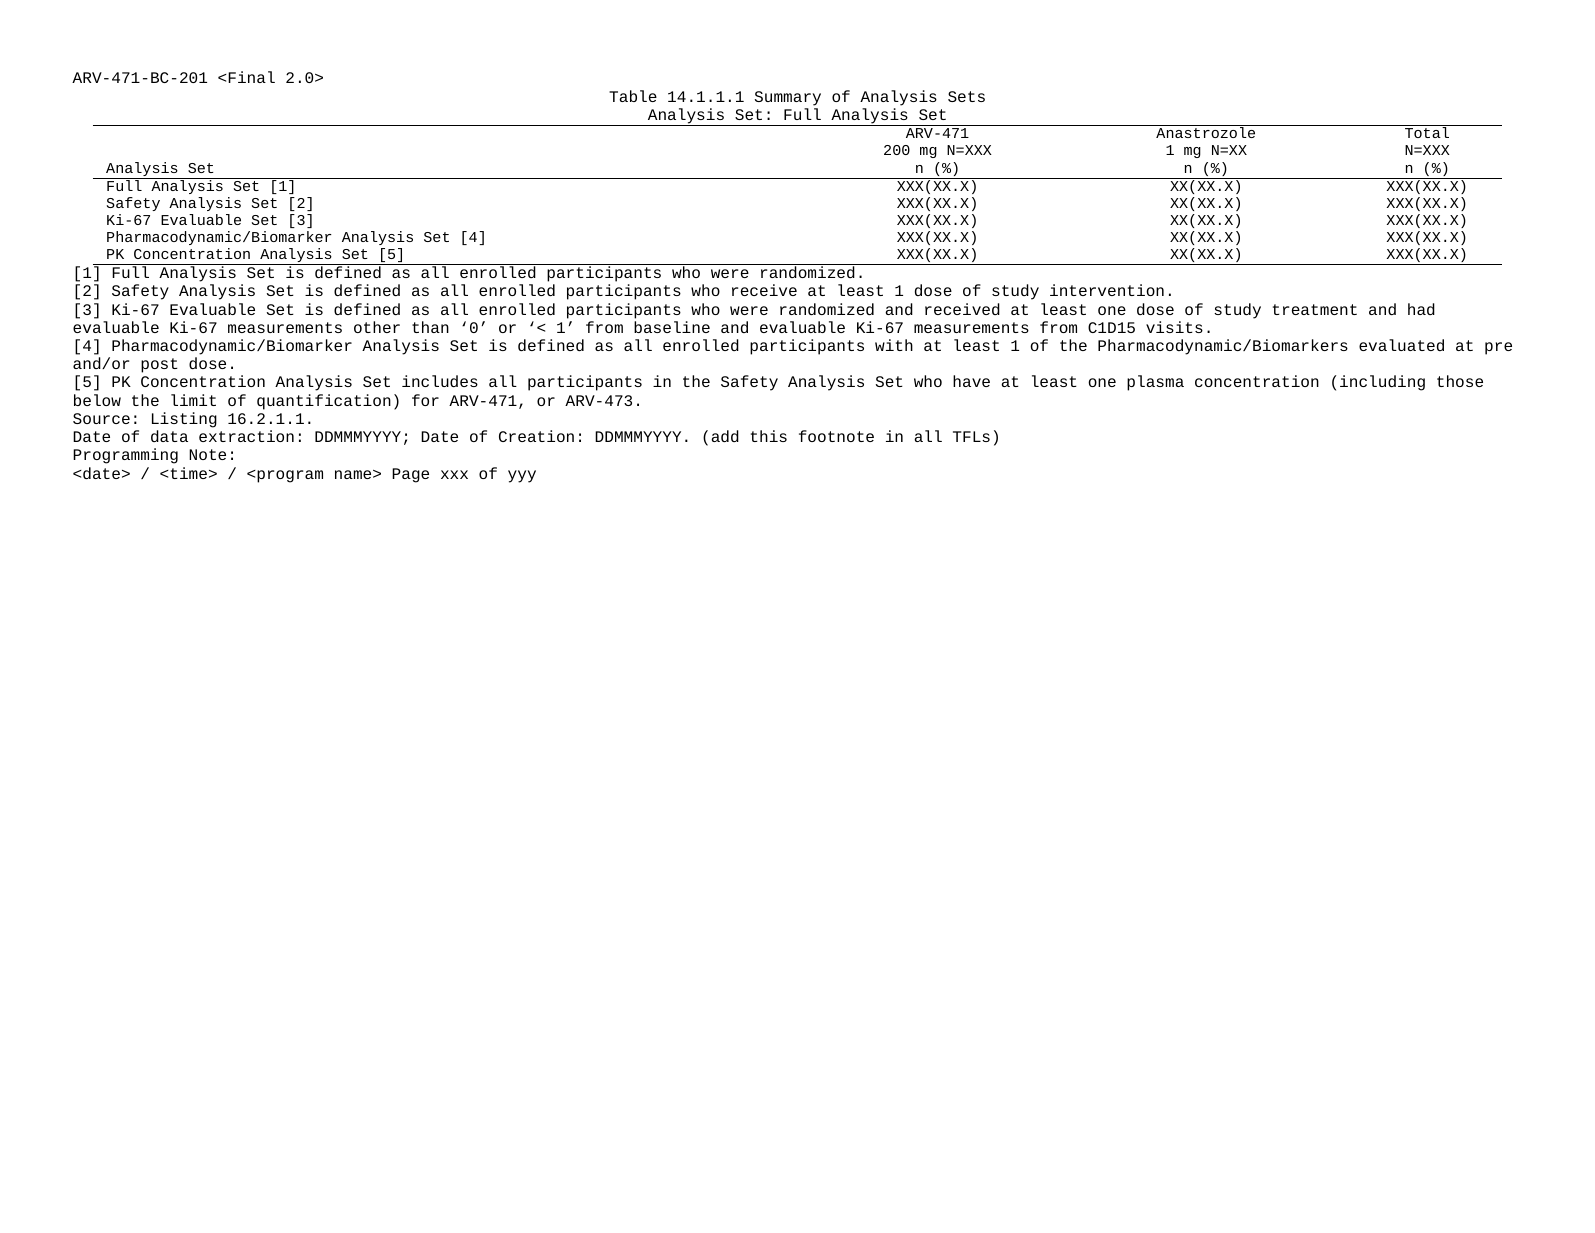 ARV-471-BC-201 <Final 2.0>
Table 14.1.1.1 Summary of Analysis Sets
Analysis Set: Full Analysis Set
ARV-471 Anastrozole Total
200 mg N=XXX 1 mg N=XX N=XXX
Analysis Set n (%) n (%) n (%)
Full Analysis Set [1] XXX(XX.X) XX(XX.X) XXX(XX.X)
Safety Analysis Set [2] XXX(XX.X) XX(XX.X) XXX(XX.X)
Ki-67 Evaluable Set [3] XXX(XX.X) XX(XX.X) XXX(XX.X)
Pharmacodynamic/Biomarker Analysis Set [4] XXX(XX.X) XX(XX.X) XXX(XX.X)
PK Concentration Analysis Set [5] XXX(XX.X) XX(XX.X) XXX(XX.X)
[1] Full Analysis Set is defined as all enrolled participants who were randomized.
[2] Safety Analysis Set is defined as all enrolled participants who receive at least 1 dose of study intervention.
[3] Ki-67 Evaluable Set is defined as all enrolled participants who were randomized and received at least one dose of study treatment and had
evaluable Ki-67 measurements other than ‘0’ or ‘< 1’ from baseline and evaluable Ki-67 measurements from C1D15 visits.
[4] Pharmacodynamic/Biomarker Analysis Set is defined as all enrolled participants with at least 1 of the Pharmacodynamic/Biomarkers evaluated at pre
and/or post dose.
[5] PK Concentration Analysis Set includes all participants in the Safety Analysis Set who have at least one plasma concentration (including those
below the limit of quantification) for ARV-471, or ARV-473.
Source: Listing 16.2.1.1.
Date of data extraction: DDMMMYYYY; Date of Creation: DDMMMYYYY. (add this footnote in all TFLs)
Programming Note:
<date> / <time> / <program name> Page xxx of yyy